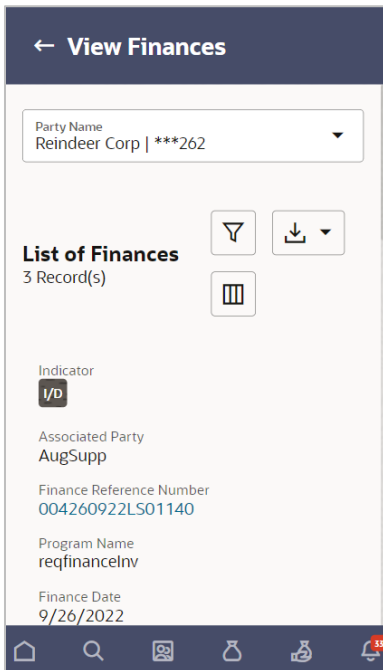 ← View Finances
Party Name
Reindeer Corp | ***262
List of Finances
3 Record(s)
Indicator
I/D
Associated Party
AugSupp
Finance Reference Number
004260922LS01140
Program Name
reqfinanceInv
Finance Date
9/26/2022
33